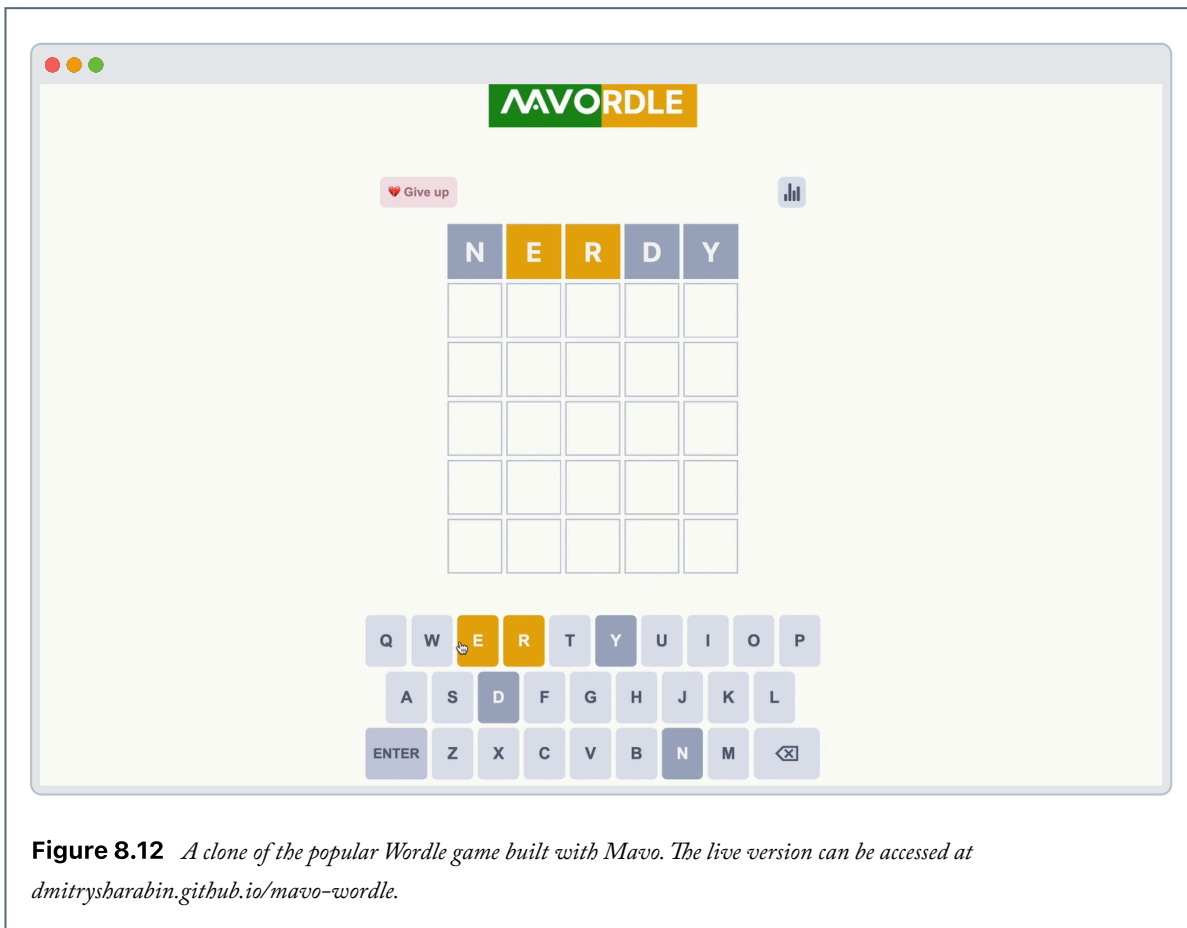 MAVORDLE
💔 Give up
N E R D Y
Q W E R T Y U I O P
A S D F G H J K L
ENTER Z X C V B N M
Figure 8.12 A clone of the popular Wordle game built with Mavo. The live version can be accessed at
dmitrysharabin.github.io/mavo-wordle.